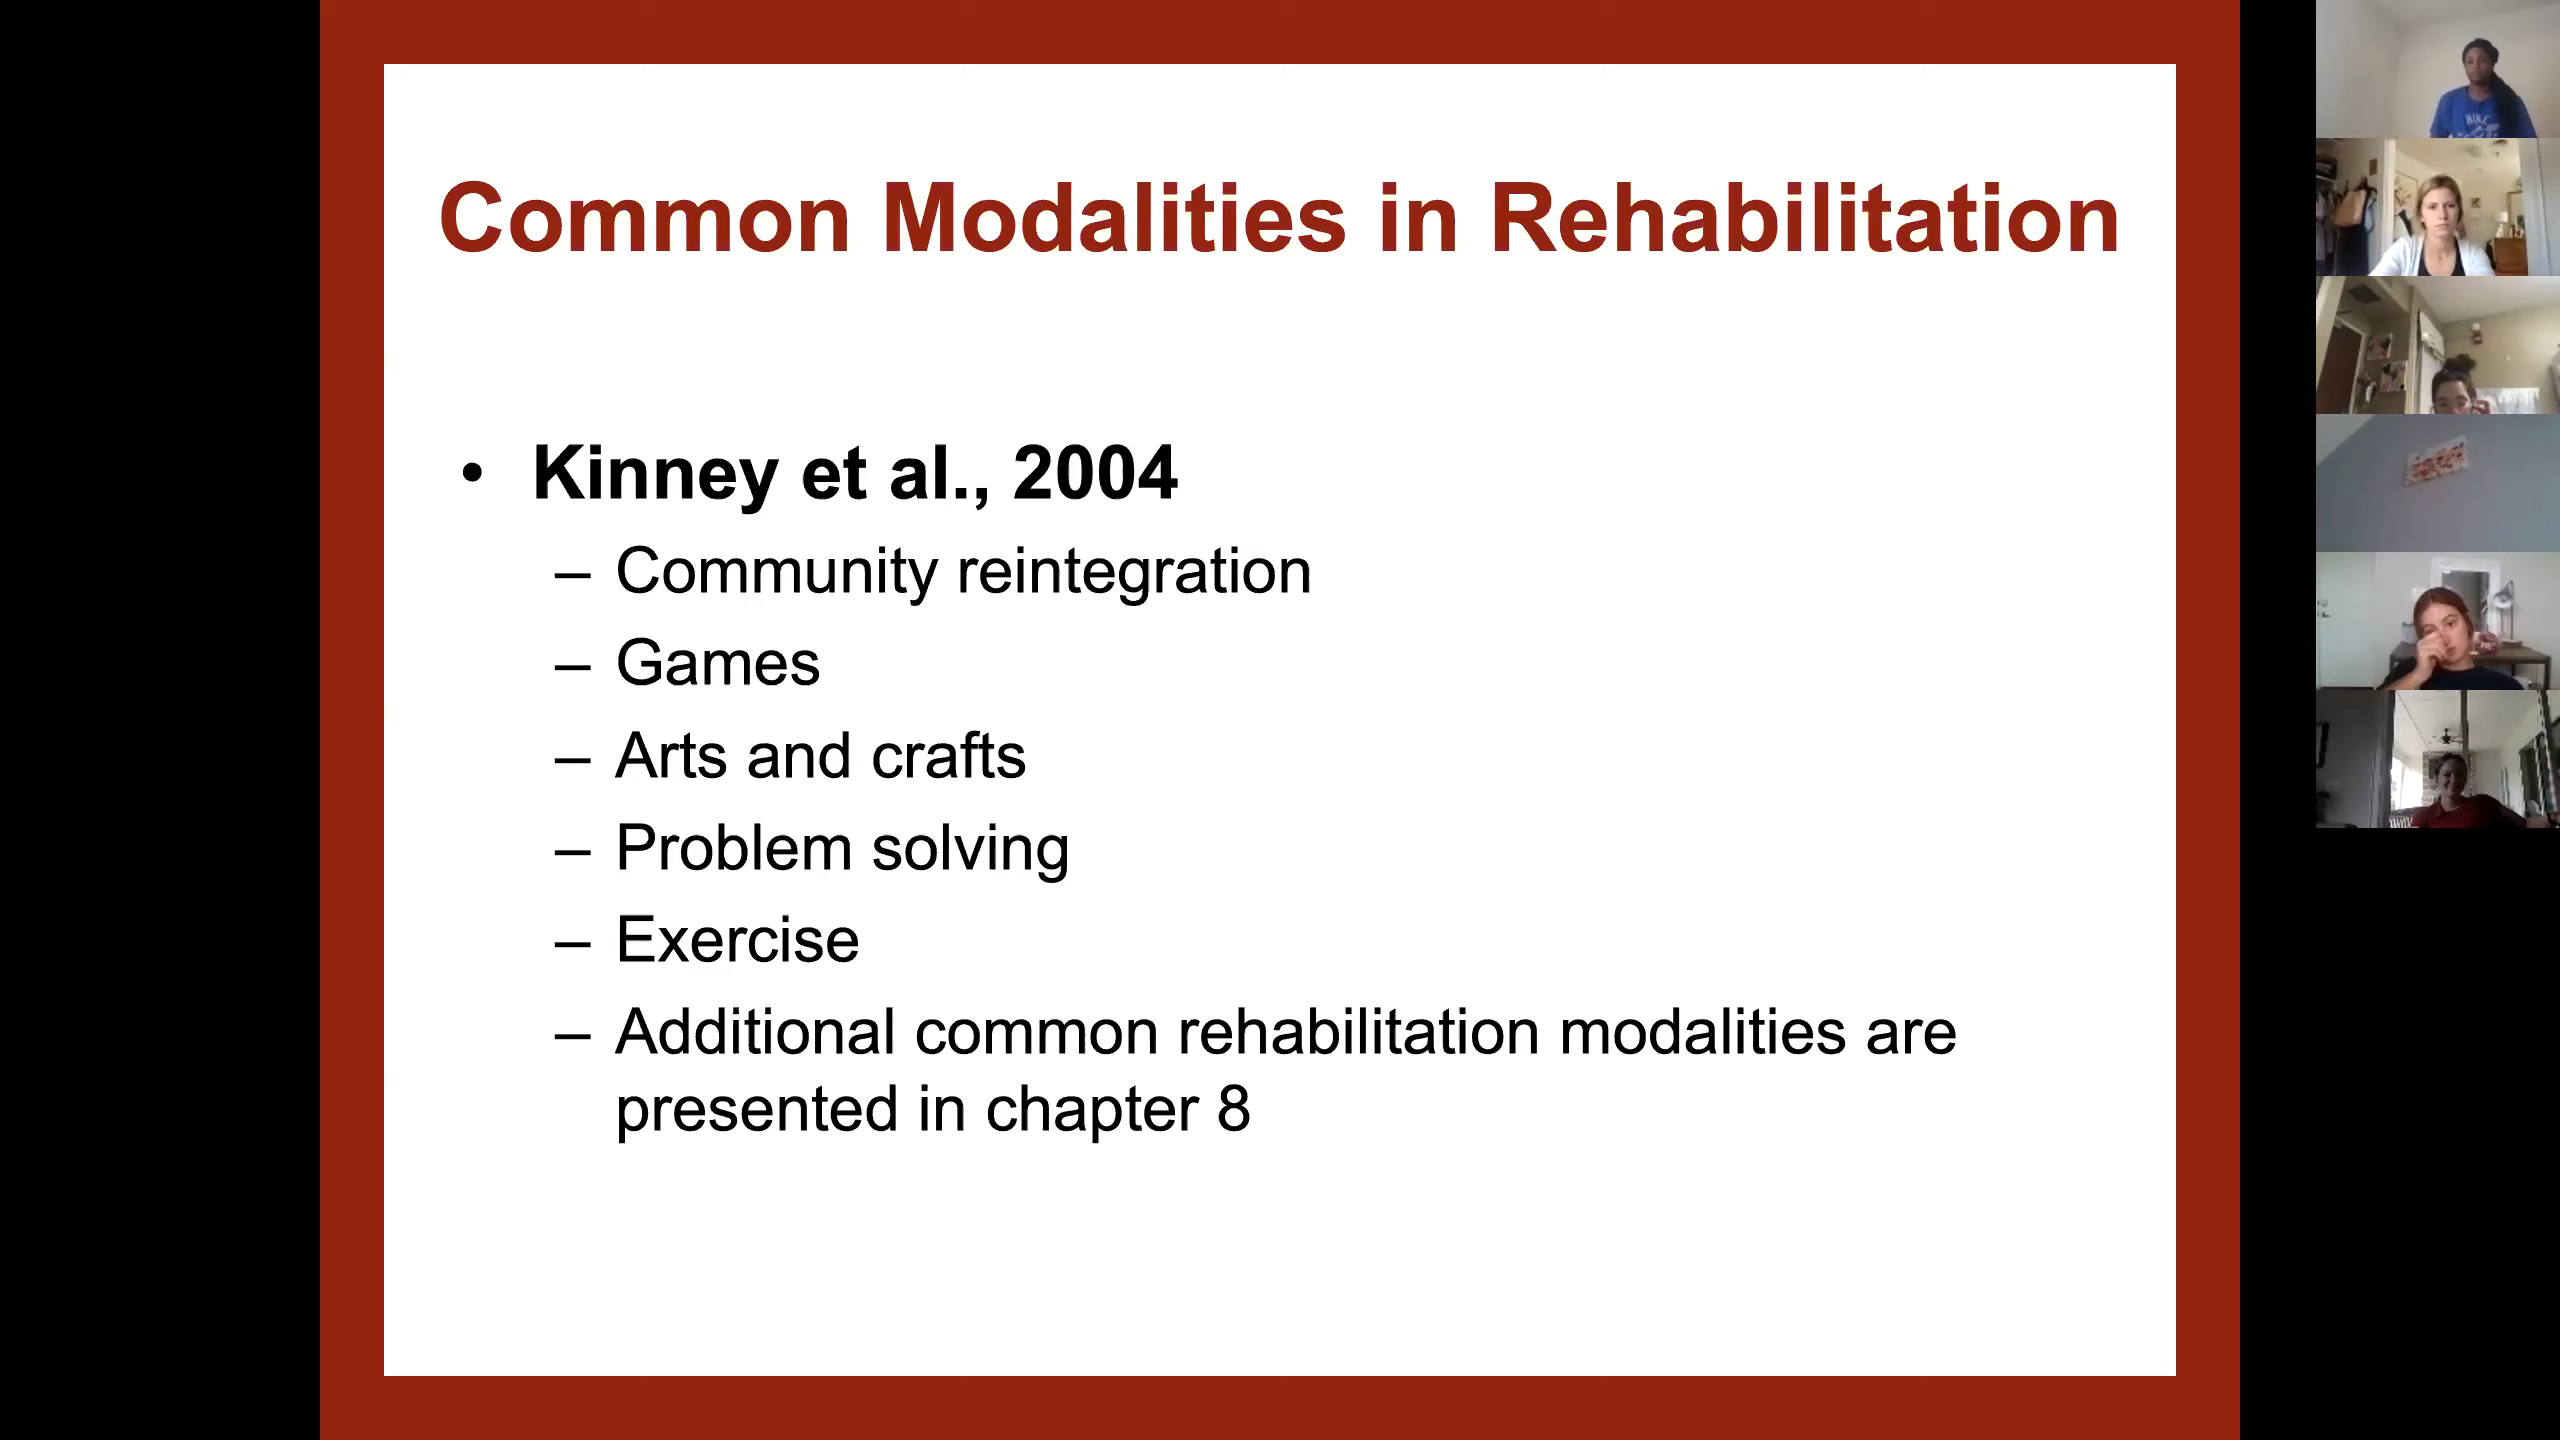 Common Modalities in Rehabilitation
• Kinney et al., 2004
– Community reintegration
– Games
– Arts and crafts
– Problem solving
– Exercise
– Additional common rehabilitation modalities are
presented in chapter 8
NIKE